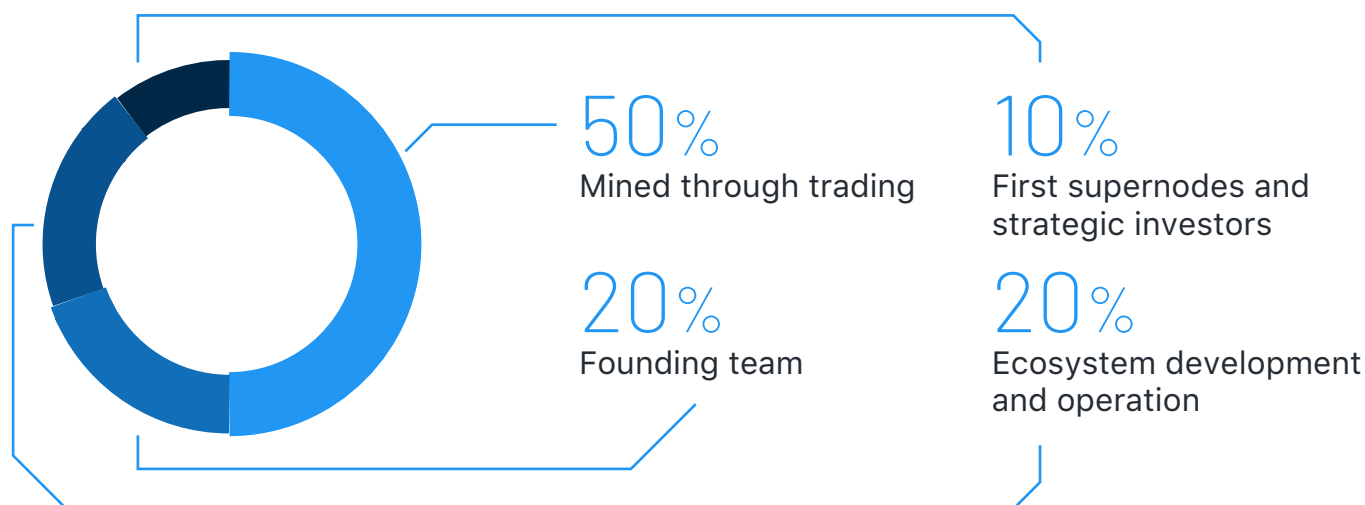 50%
Mined through trading
10%
First supernodes and
strategic investors
20%
Founding team
20%
Ecosystem development
and operation